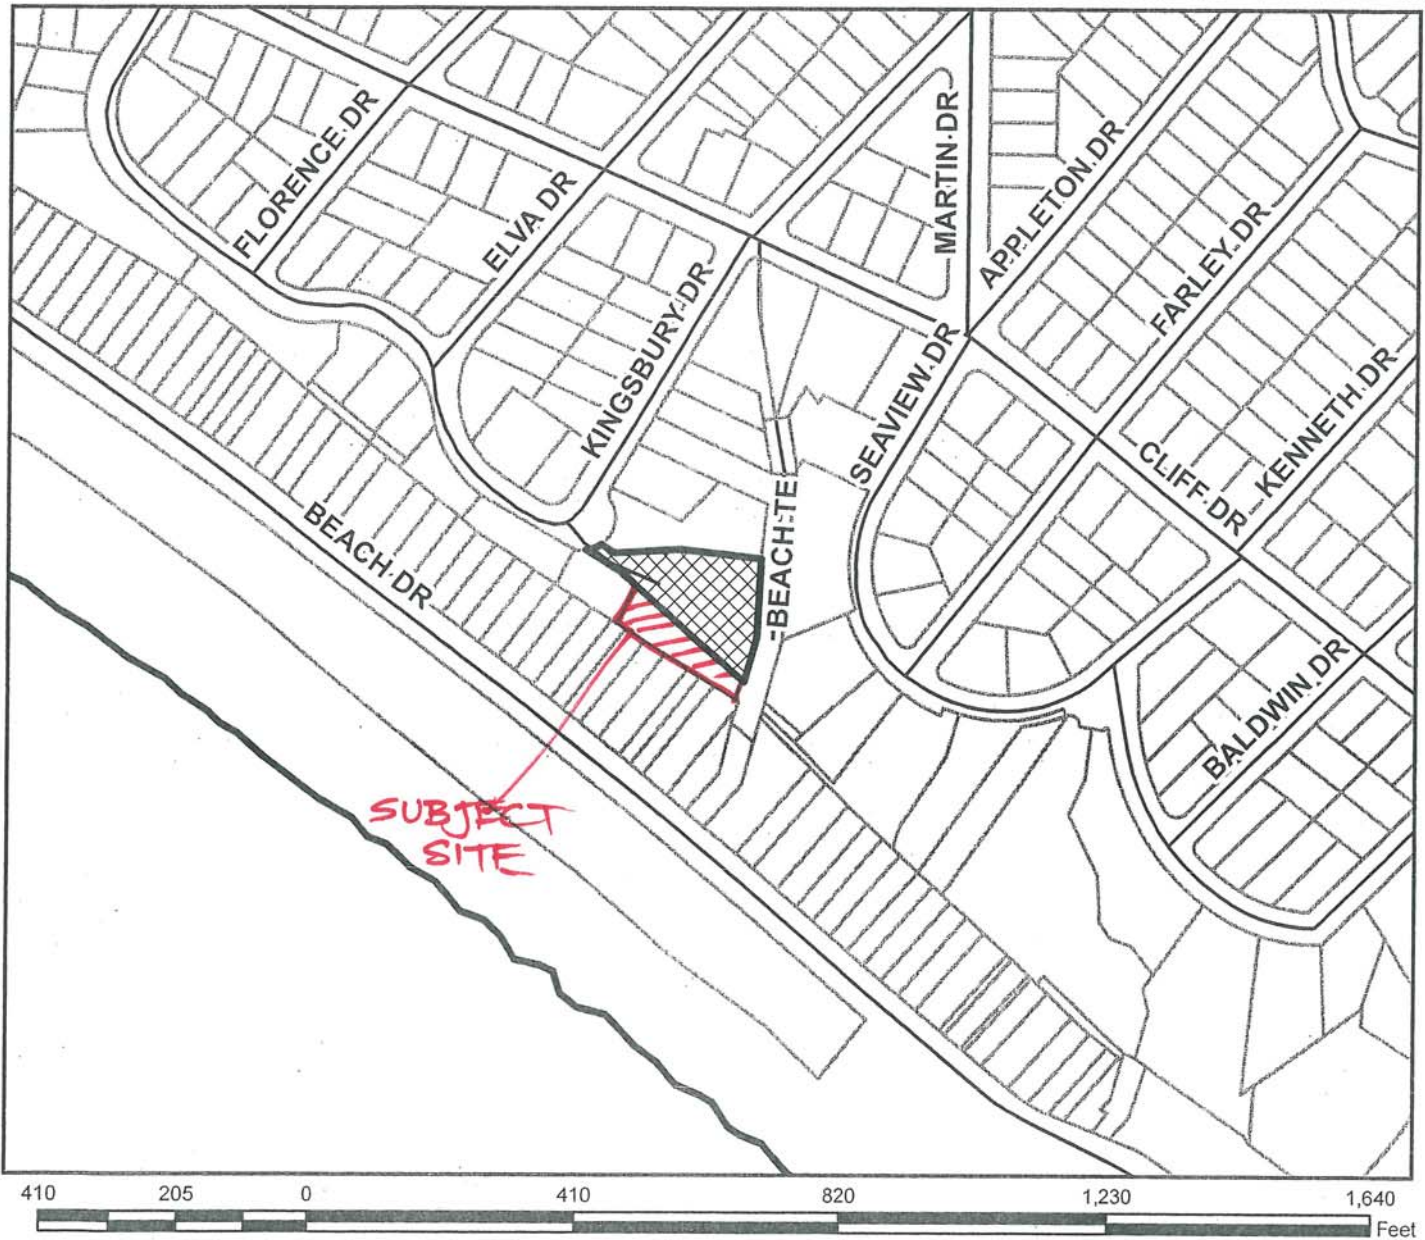 FLORENCE DR
ELVA DR
KINGSBURY DR
MARTIN DR
APPLETON DR
FARLEY DR
SEAVIEW DR
KENNETH DR
CLIFF DR
BEACH DR
BEACH TE
BALDWIN DR
SUBJECT
SITE
410 205 0 410 820 1,230 1,640
Feet